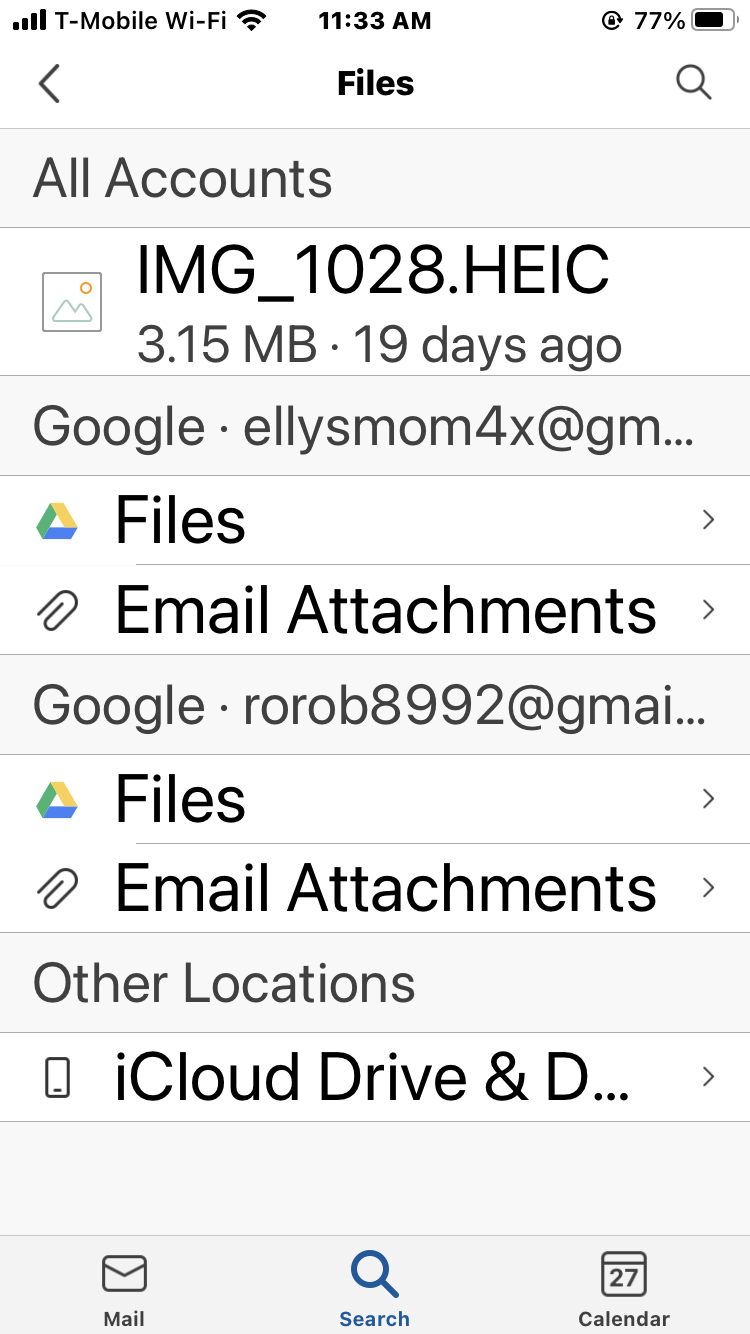 T-Mobile Wi-Fi 11:33 AM 77%
Files
All Accounts
IMG_1028.HEIC
3.15 MB · 19 days ago
Google · ellysmom4x@gm...
Files
Email Attachments
Google · rorob8992@gmai...
Files
Email Attachments
Other Locations
iCloud Drive & D...
27
Mail Search Calendar